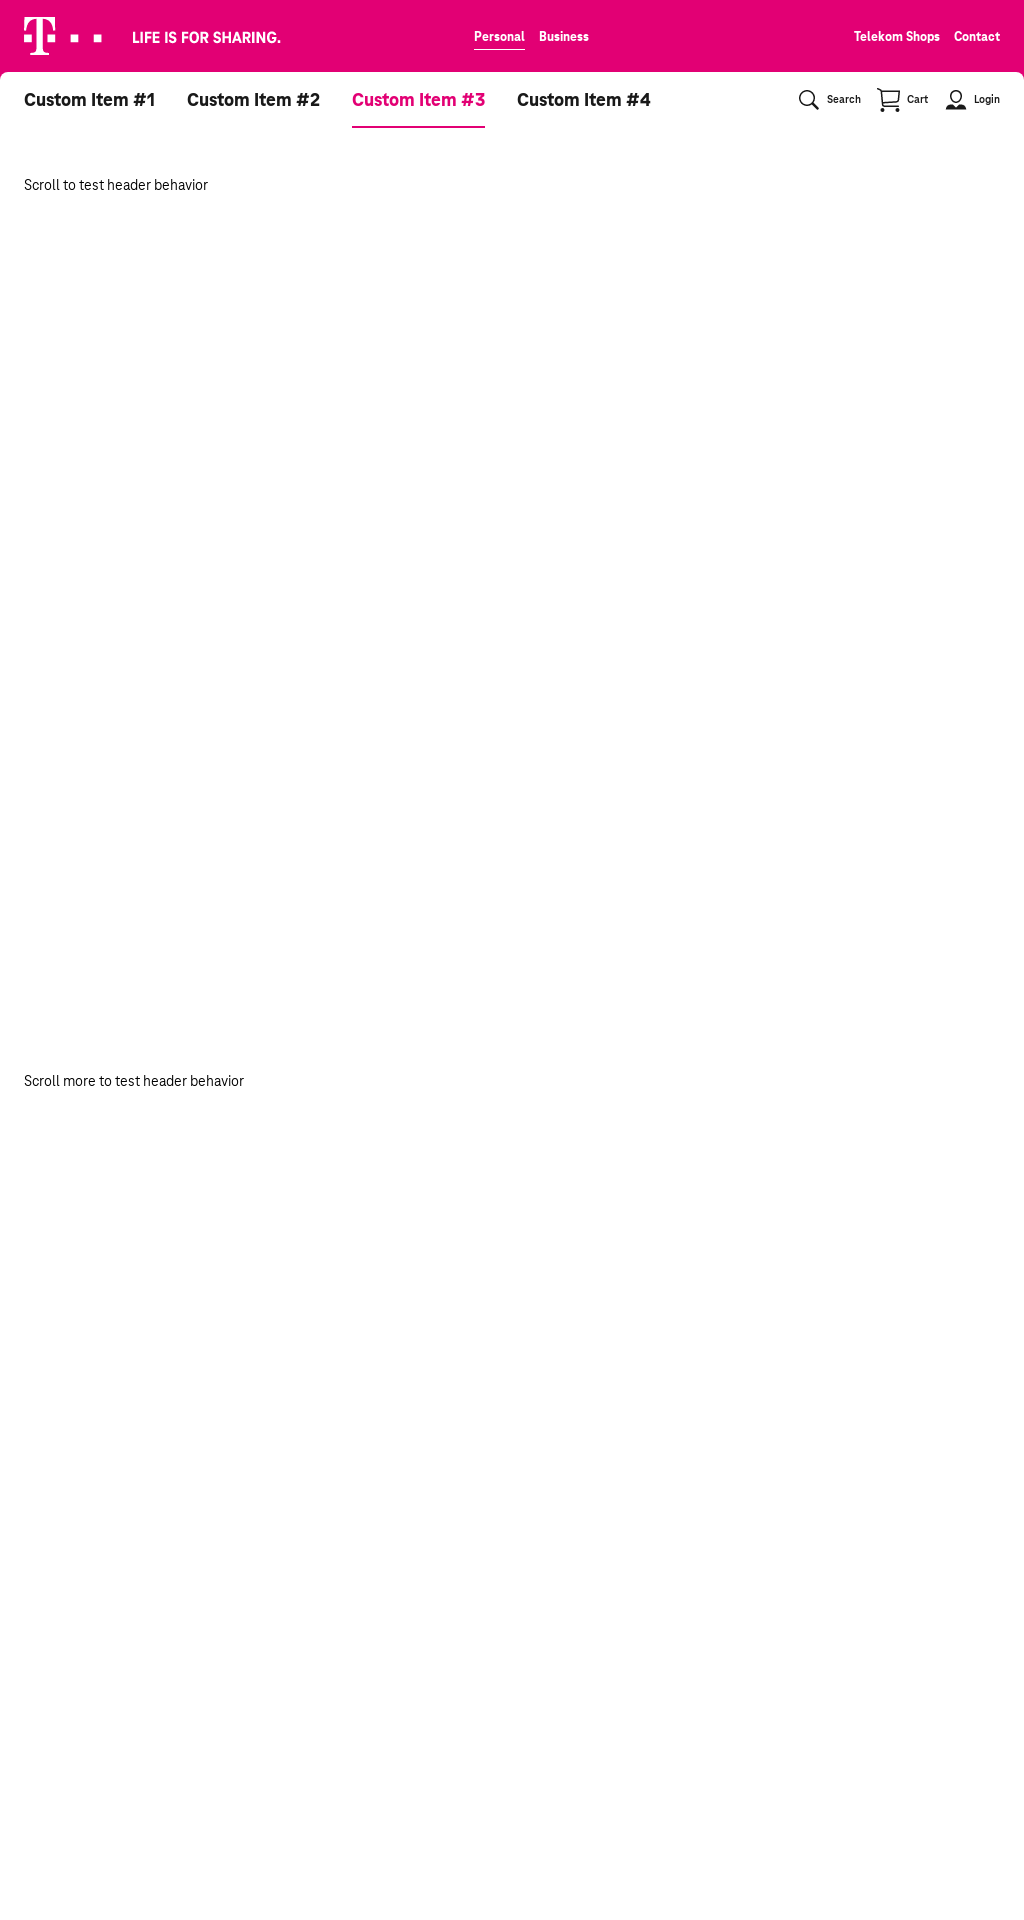 T LIFE IS FOR SHARING. Personal Business Telekom Shops Contact
Custom Item #1 Custom Item #2 Custom Item #3 Custom Item #4 Search Cart Login
Scroll to test header behavior
Scroll more to test header behavior